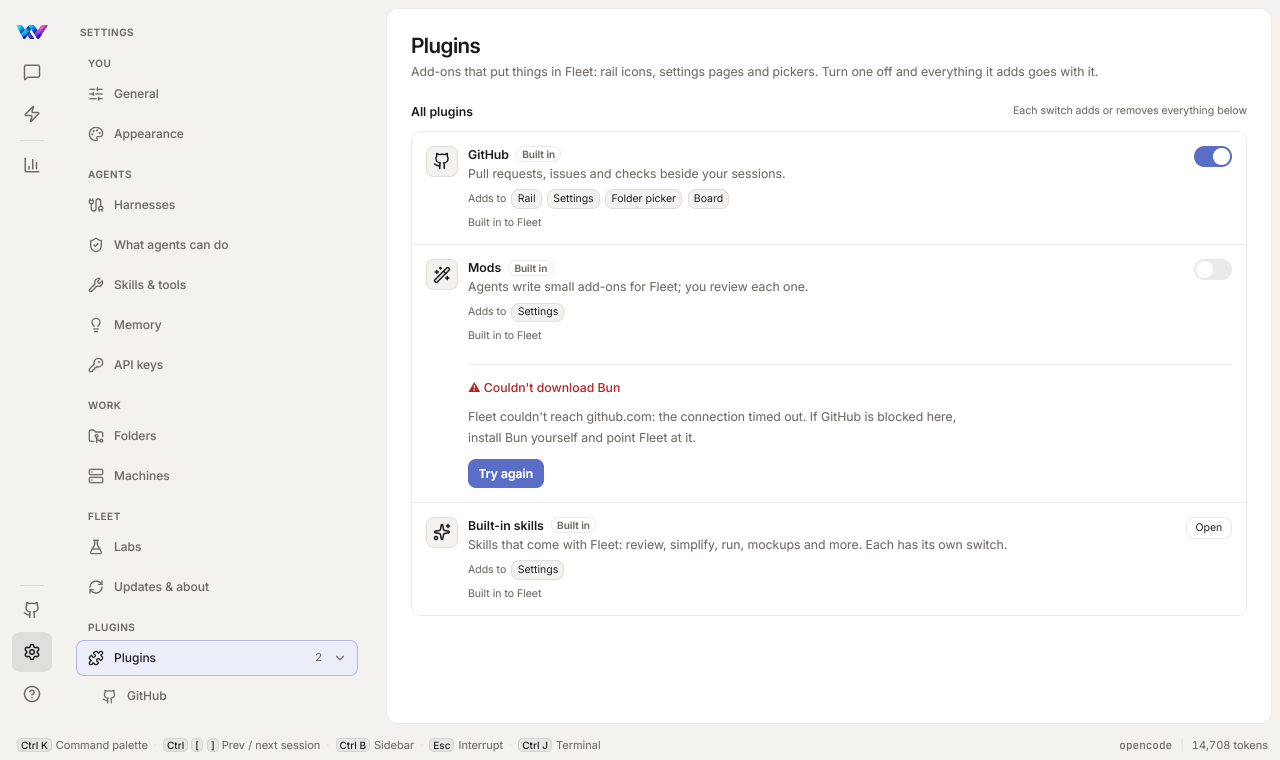 SETTINGS
YOU
General
Appearance
AGENTS
Harnesses
What agents can do
Skills & tools
Memory
API keys
WORK
Folders
Machines
FLEET
Labs
Updates & about
PLUGINS
Plugins 2
GitHub
Plugins
Add-ons that put things in Fleet: rail icons, settings pages and pickers. Turn one off and everything it adds goes with it.
All plugins
Each switch adds or removes everything below
GitHub Built in
Pull requests, issues and checks beside your sessions.
Adds to Rail Settings Folder picker Board
Built in to Fleet
Mods Built in
Agents write small add-ons for Fleet; you review each one.
Adds to Settings
Built in to Fleet
Couldn't download Bun
Fleet couldn't reach github.com: the connection timed out. If GitHub is blocked here,
install Bun yourself and point Fleet at it.
Try again
Built-in skills Built in
Open
Skills that come with Fleet: review, simplify, run, mockups and more. Each has its own switch.
Adds to Settings
Built in to Fleet
Ctrl K Command palette Ctrl [ ] Prev / next session Ctrl B Sidebar Esc Interrupt Ctrl J Terminal
opencode 14,708 tokens